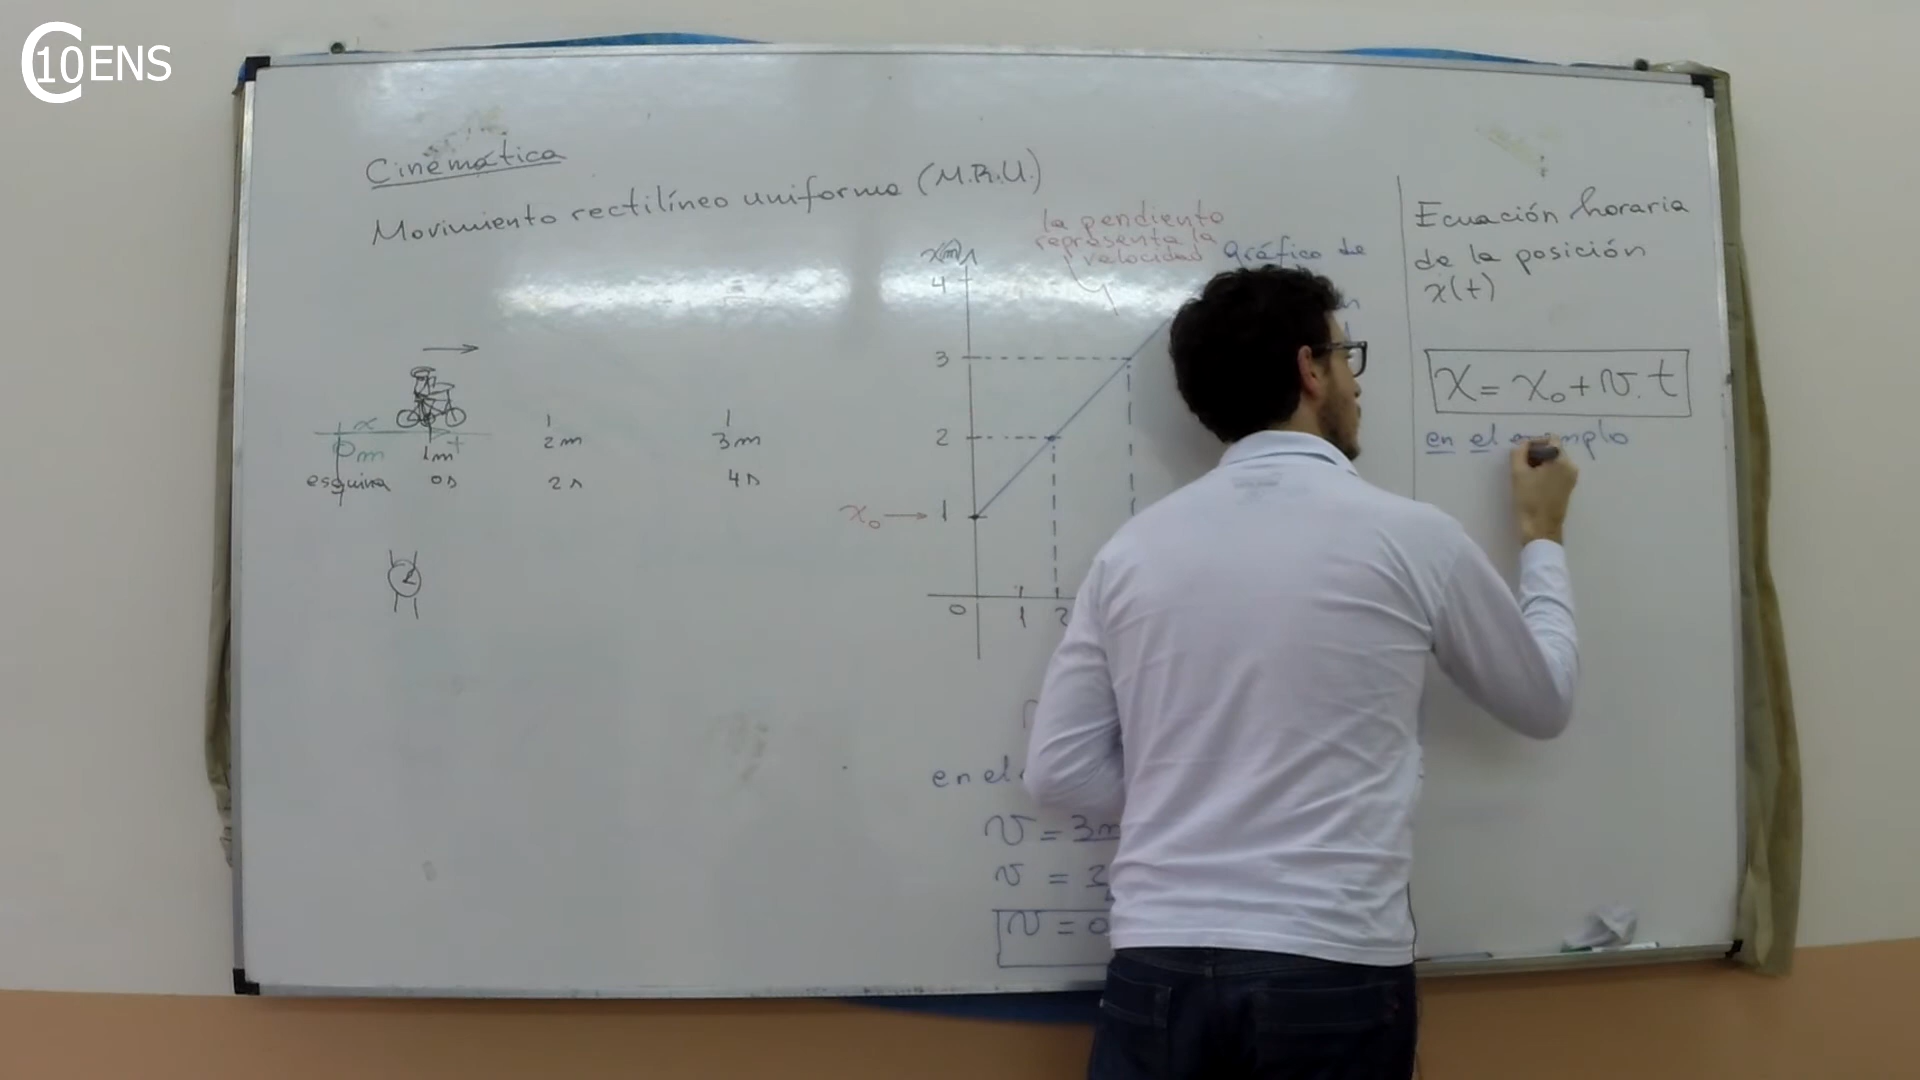 C10ENS
Cinemática
Movimiento rectilíneo uniforme (M.R.U.)
la pendiente
representa la
velocidad
Gráfico de
x(m)
4
3
2
x₀ → 1
0
1 2
x
0m 1m + 2m 3m
esquina 0s 2s 4s
en el
v = 3m
v = 3
v = 0
Ecuación horaria
de la posición
x(t)
x = x₀ + v.t
en el ejemplo